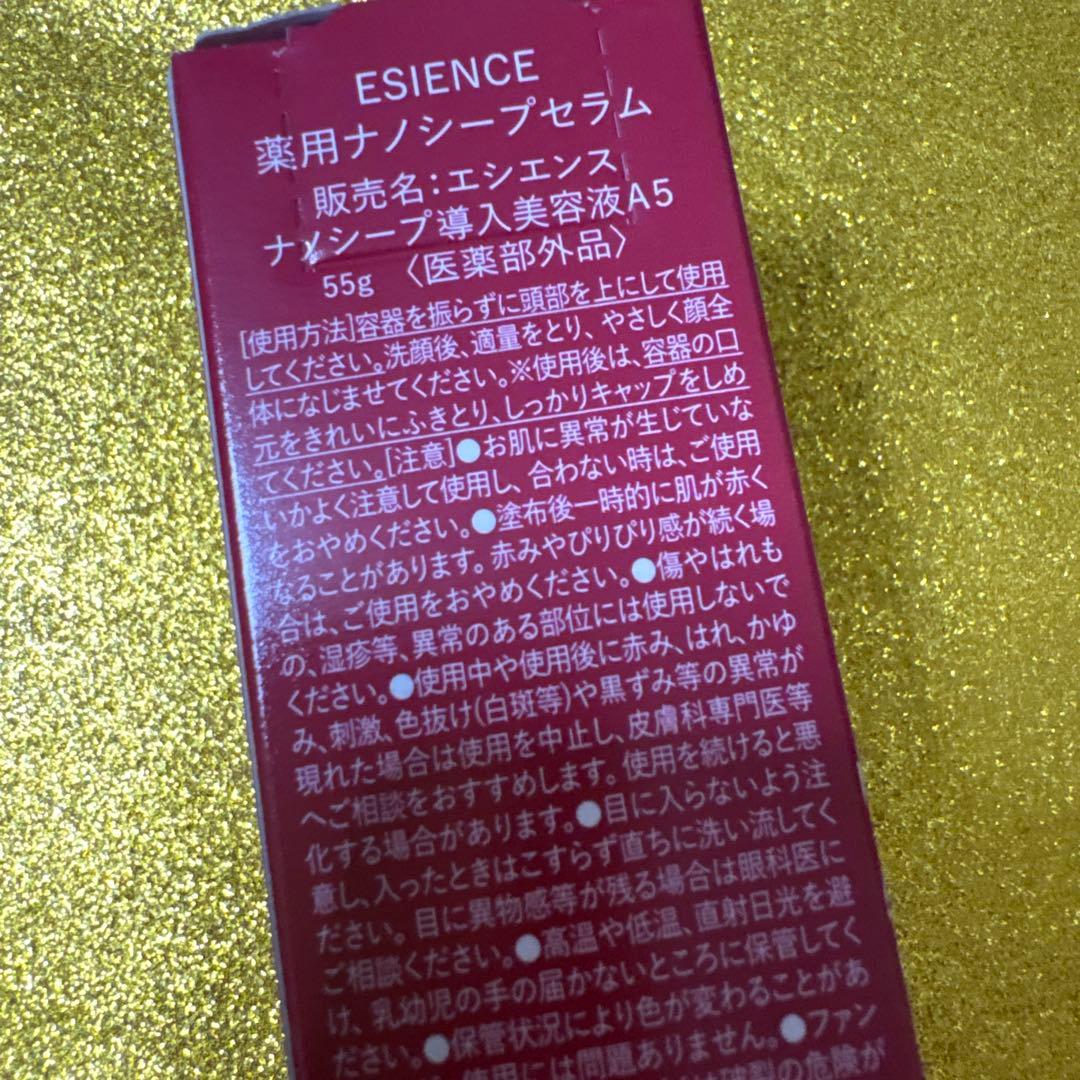 ESIENCE
薬用ナノシープセラム
販売名:エシエンス
ナノシープ導入美容液A5
55g 〈医薬部外品〉
[使用方法]容器を振らずに頭部を上にして使用
してください。洗顔後、適量をとり、やさしく顔全
体になじませてください。※使用後は、容器の口
元をきれいにふきとり、しっかりキャップをしめ
てください。[注意]●お肌に異常が生じていな
いかよく注意して使用し、合わない時は、ご使用
をおやめください。●塗布後一時的に肌が赤く
なることがあります。赤みやぴりぴり感が続く場
合は、ご使用をおやめください。●傷やはれも
の、湿疹等、異常のある部位には使用しないで
ください。●使用中や使用後に赤み、はれ、かゆ
み、刺激、色抜け(白斑等)や黒ずみ等の異常が
現れた場合は使用を中止し、皮膚科専門医等
へご相談をおすすめします。使用を続けると悪
化する場合があります。●目に入らないよう注
意し、入ったときはこすらず直ちに洗い流してく
ださい。目に異物感等が残る場合は眼科医に
ご相談ください。●高温や低温、直射日光を避
け、乳幼児の手の届かないところに保管してく
ださい。●保管状況により色が変わることがあ
使用には問題ありません。●ファン
は破裂の危険が